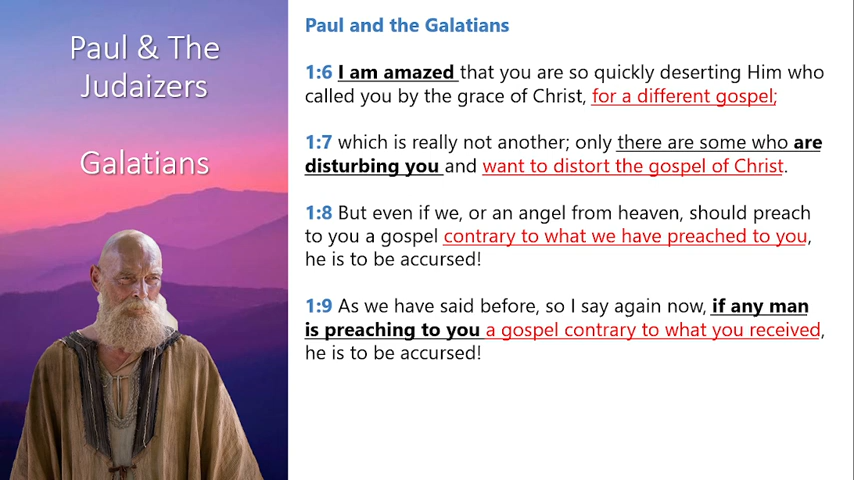 Paul & The
Judaizers
Galatians
Paul and the Galatians
1:6 I am amazed that you are so quickly deserting Him who
called you by the grace of Christ, for a different gospel;
1:7 which is really not another; only there are some who are
disturbing you and want to distort the gospel of Christ.
1:8 But even if we, or an angel from heaven, should preach
to you a gospel contrary to what we have preached to you,
he is to be accursed!
1:9 As we have said before, so I say again now, if any man
is preaching to you a gospel contrary to what you received,
he is to be accursed!